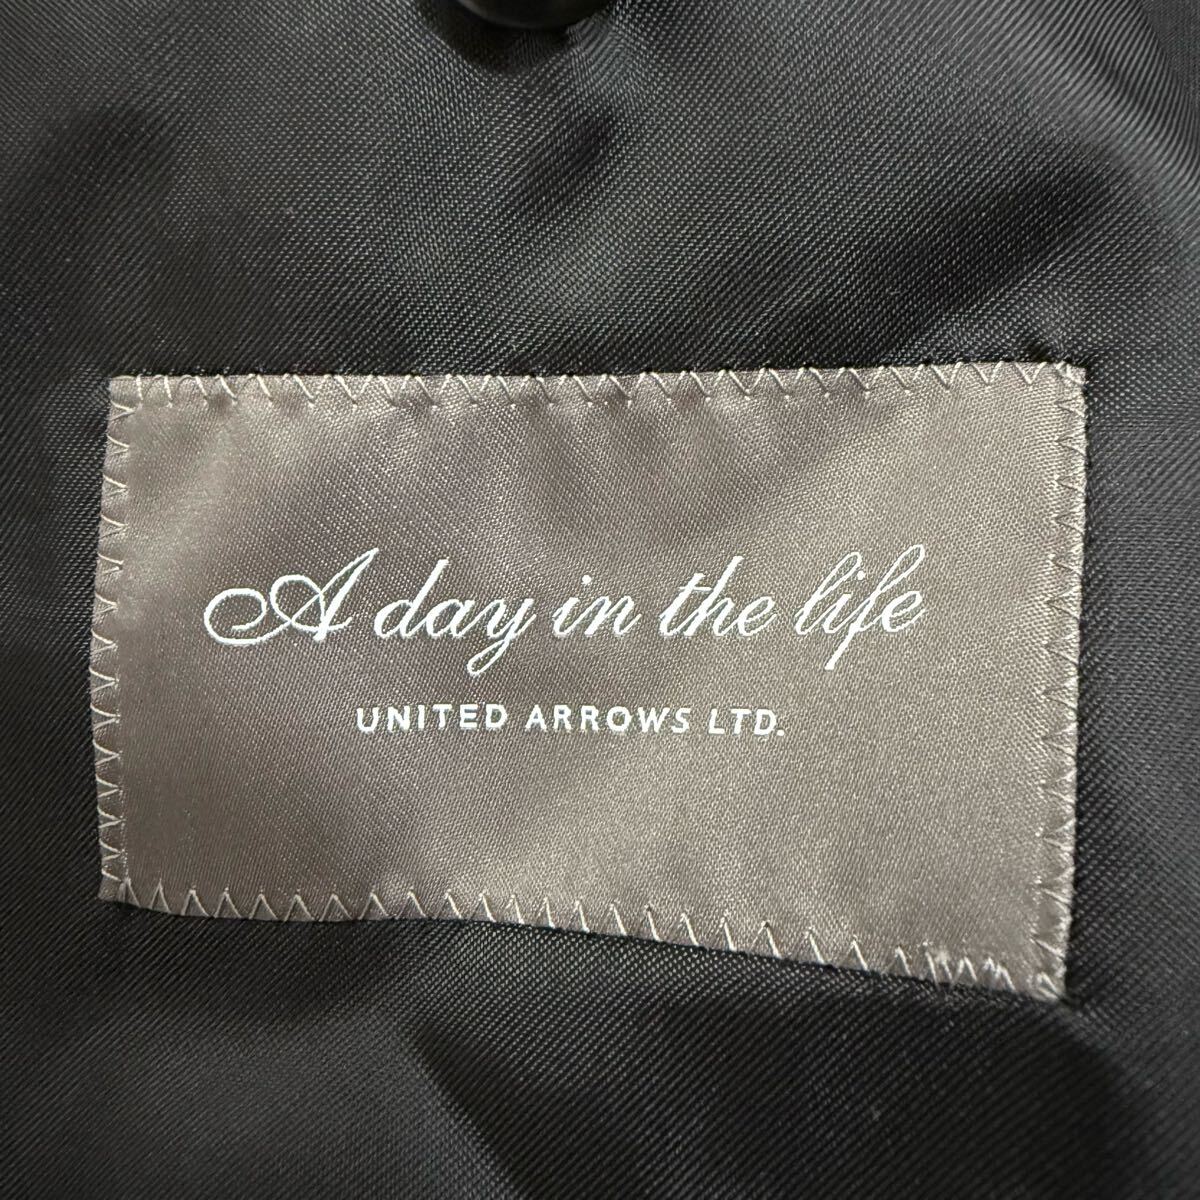 A day in the life
UNITED ARROWS LTD.